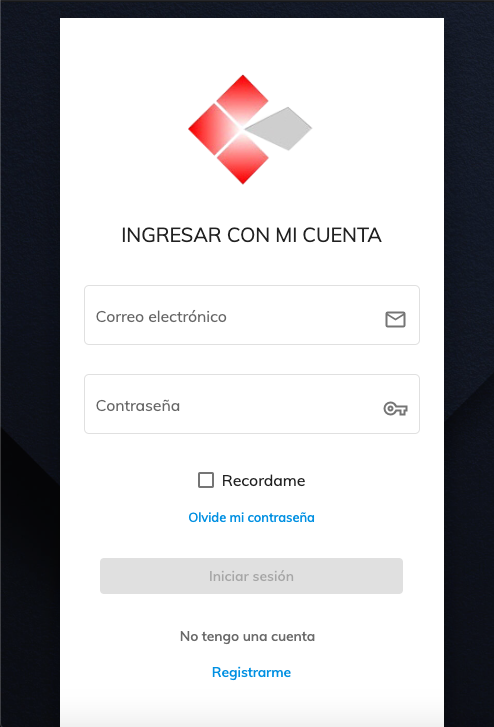 INGRESAR CON MI CUENTA
Correo electrónico
Contraseña
Recordame
Olvide mi contraseña
Iniciar sesión
No tengo una cuenta
Registrarme